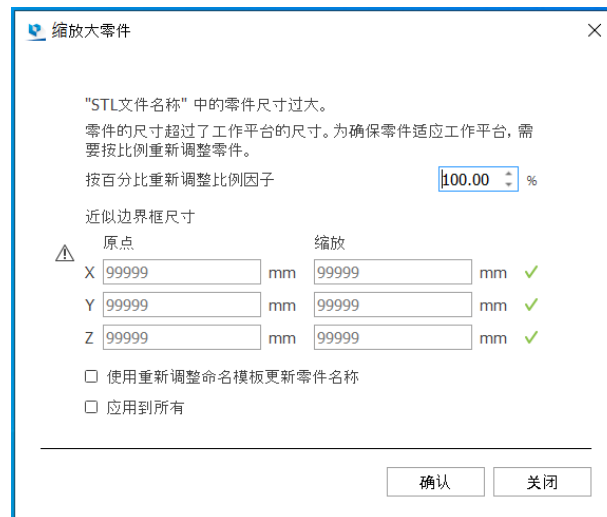 缩放大零件
"STL文件名称" 中的零件尺寸过大。
零件的尺寸超过了工作平台的尺寸。为确保零件适应工作平台, 需
要按比例重新调整零件。
按百分比重新调整比例因子 100.00 %
近似边界框尺寸
原点 缩放
X 99999 mm 99999 mm
Y 99999 mm 99999 mm
Z 99999 mm 99999 mm
使用重新调整命名模板更新零件名称
应用到所有
确认 关闭